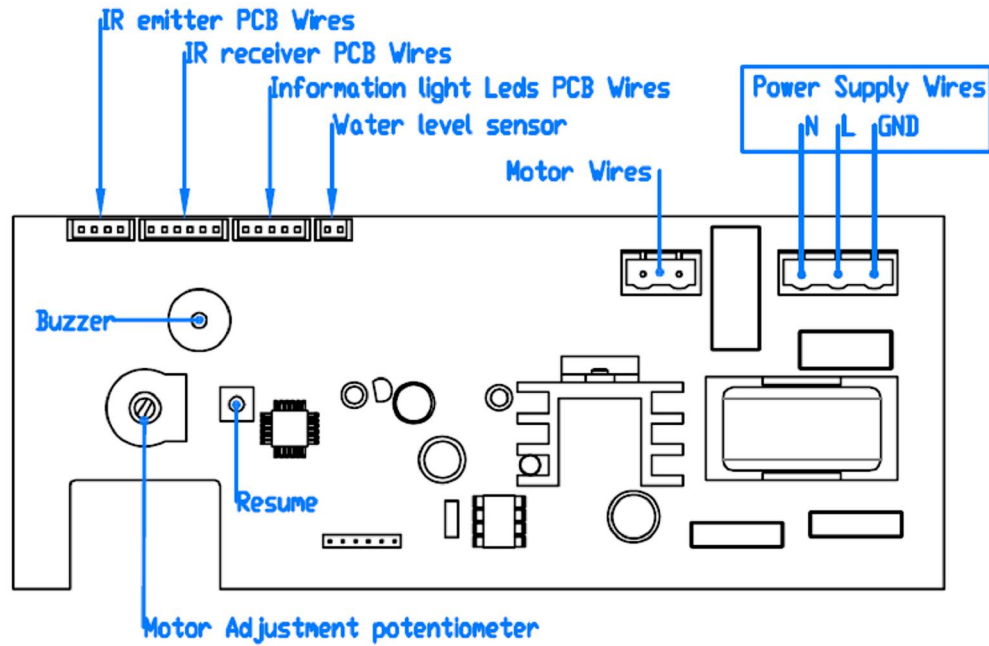 IR emitter PCB Wires
IR receiver PCB Wires
Information light Leds PCB Wires
Water level sensor
Power Supply Wires
N L GND
Motor Wires
Buzzer
Resume
Motor Adjustment potentiometer